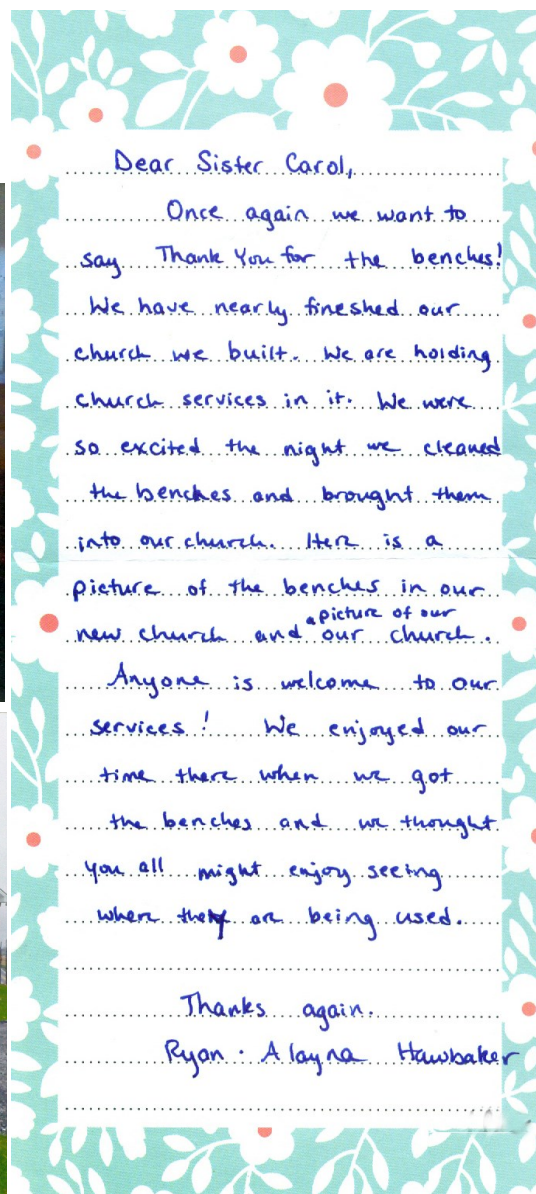 Dear Sister Carol,
Once again we want to
say Thank You for the benches!
We have nearly fineshed our
church we built. We are holding
church services in it. We were
so excited the night we cleaned
the benches and brought them
into our church. Here is a
picture of the benches in our
a picture of our
new church and our church.
Anyone is welcome to our
services! We enjoyed our
time there when we got
the benches and we thought
you all might enjoy seeing
where they are being used.
Thanks again.
Ryan · Alayna Hawbaker